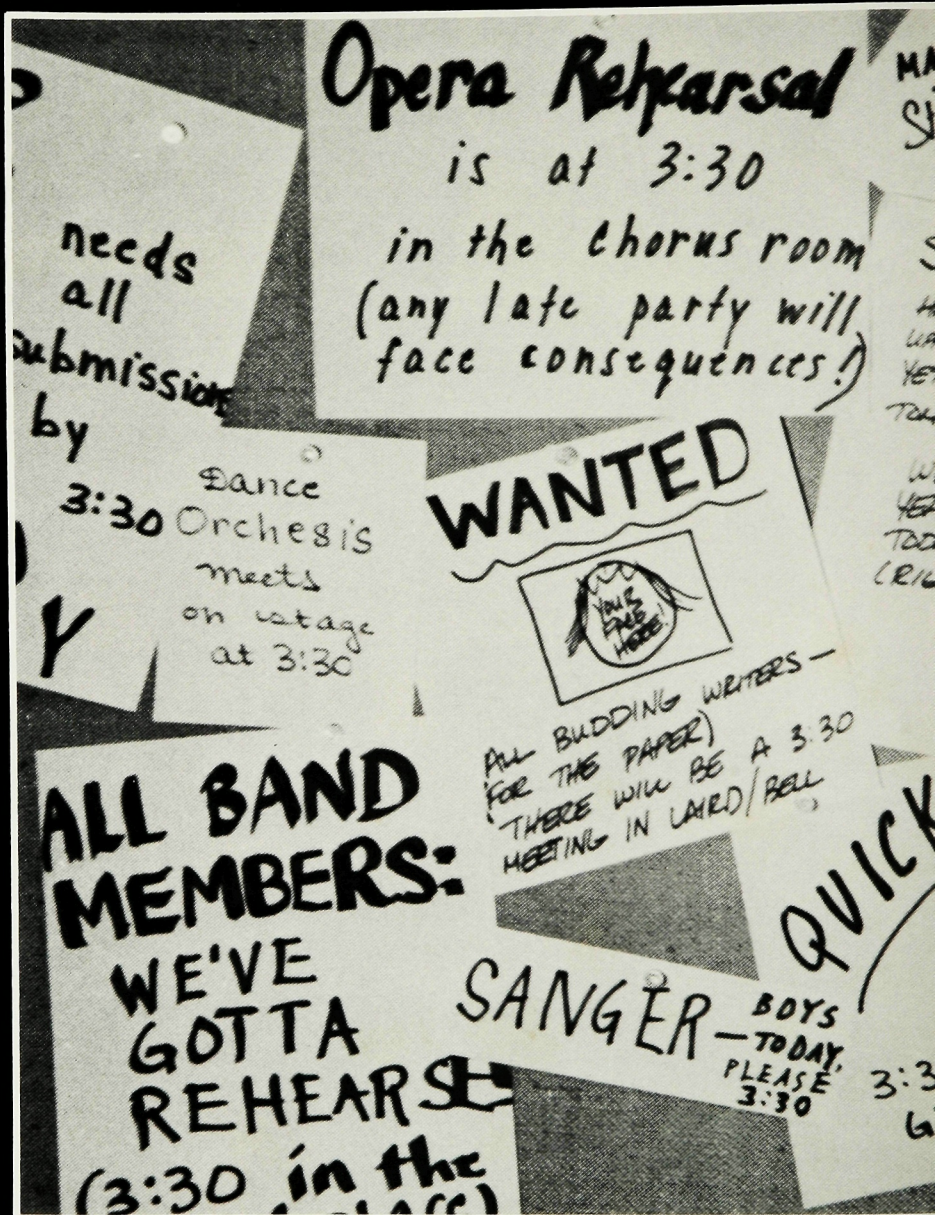 Opera Rehearsal
is at 3:30
in the Chorus room
(any late party will
face consequences!)
needs
all
submissions
by
3:30
Y
Dance
Orchesis
meets
on stage
at 3:30
WANTED
YOUR
FACE
HERE!
ALL BUDDING WRITERS—
(FOR THE PAPER)
THERE WILL BE A 3:30
MEETING IN LAIRD/BELL
ALL BAND
MEMBERS:
WE'VE
GOTTA
REHEARSE
(3:30 in the
SANGER—BOYS
—TODAY,
PLEASE
3:30
QUICK
3:3